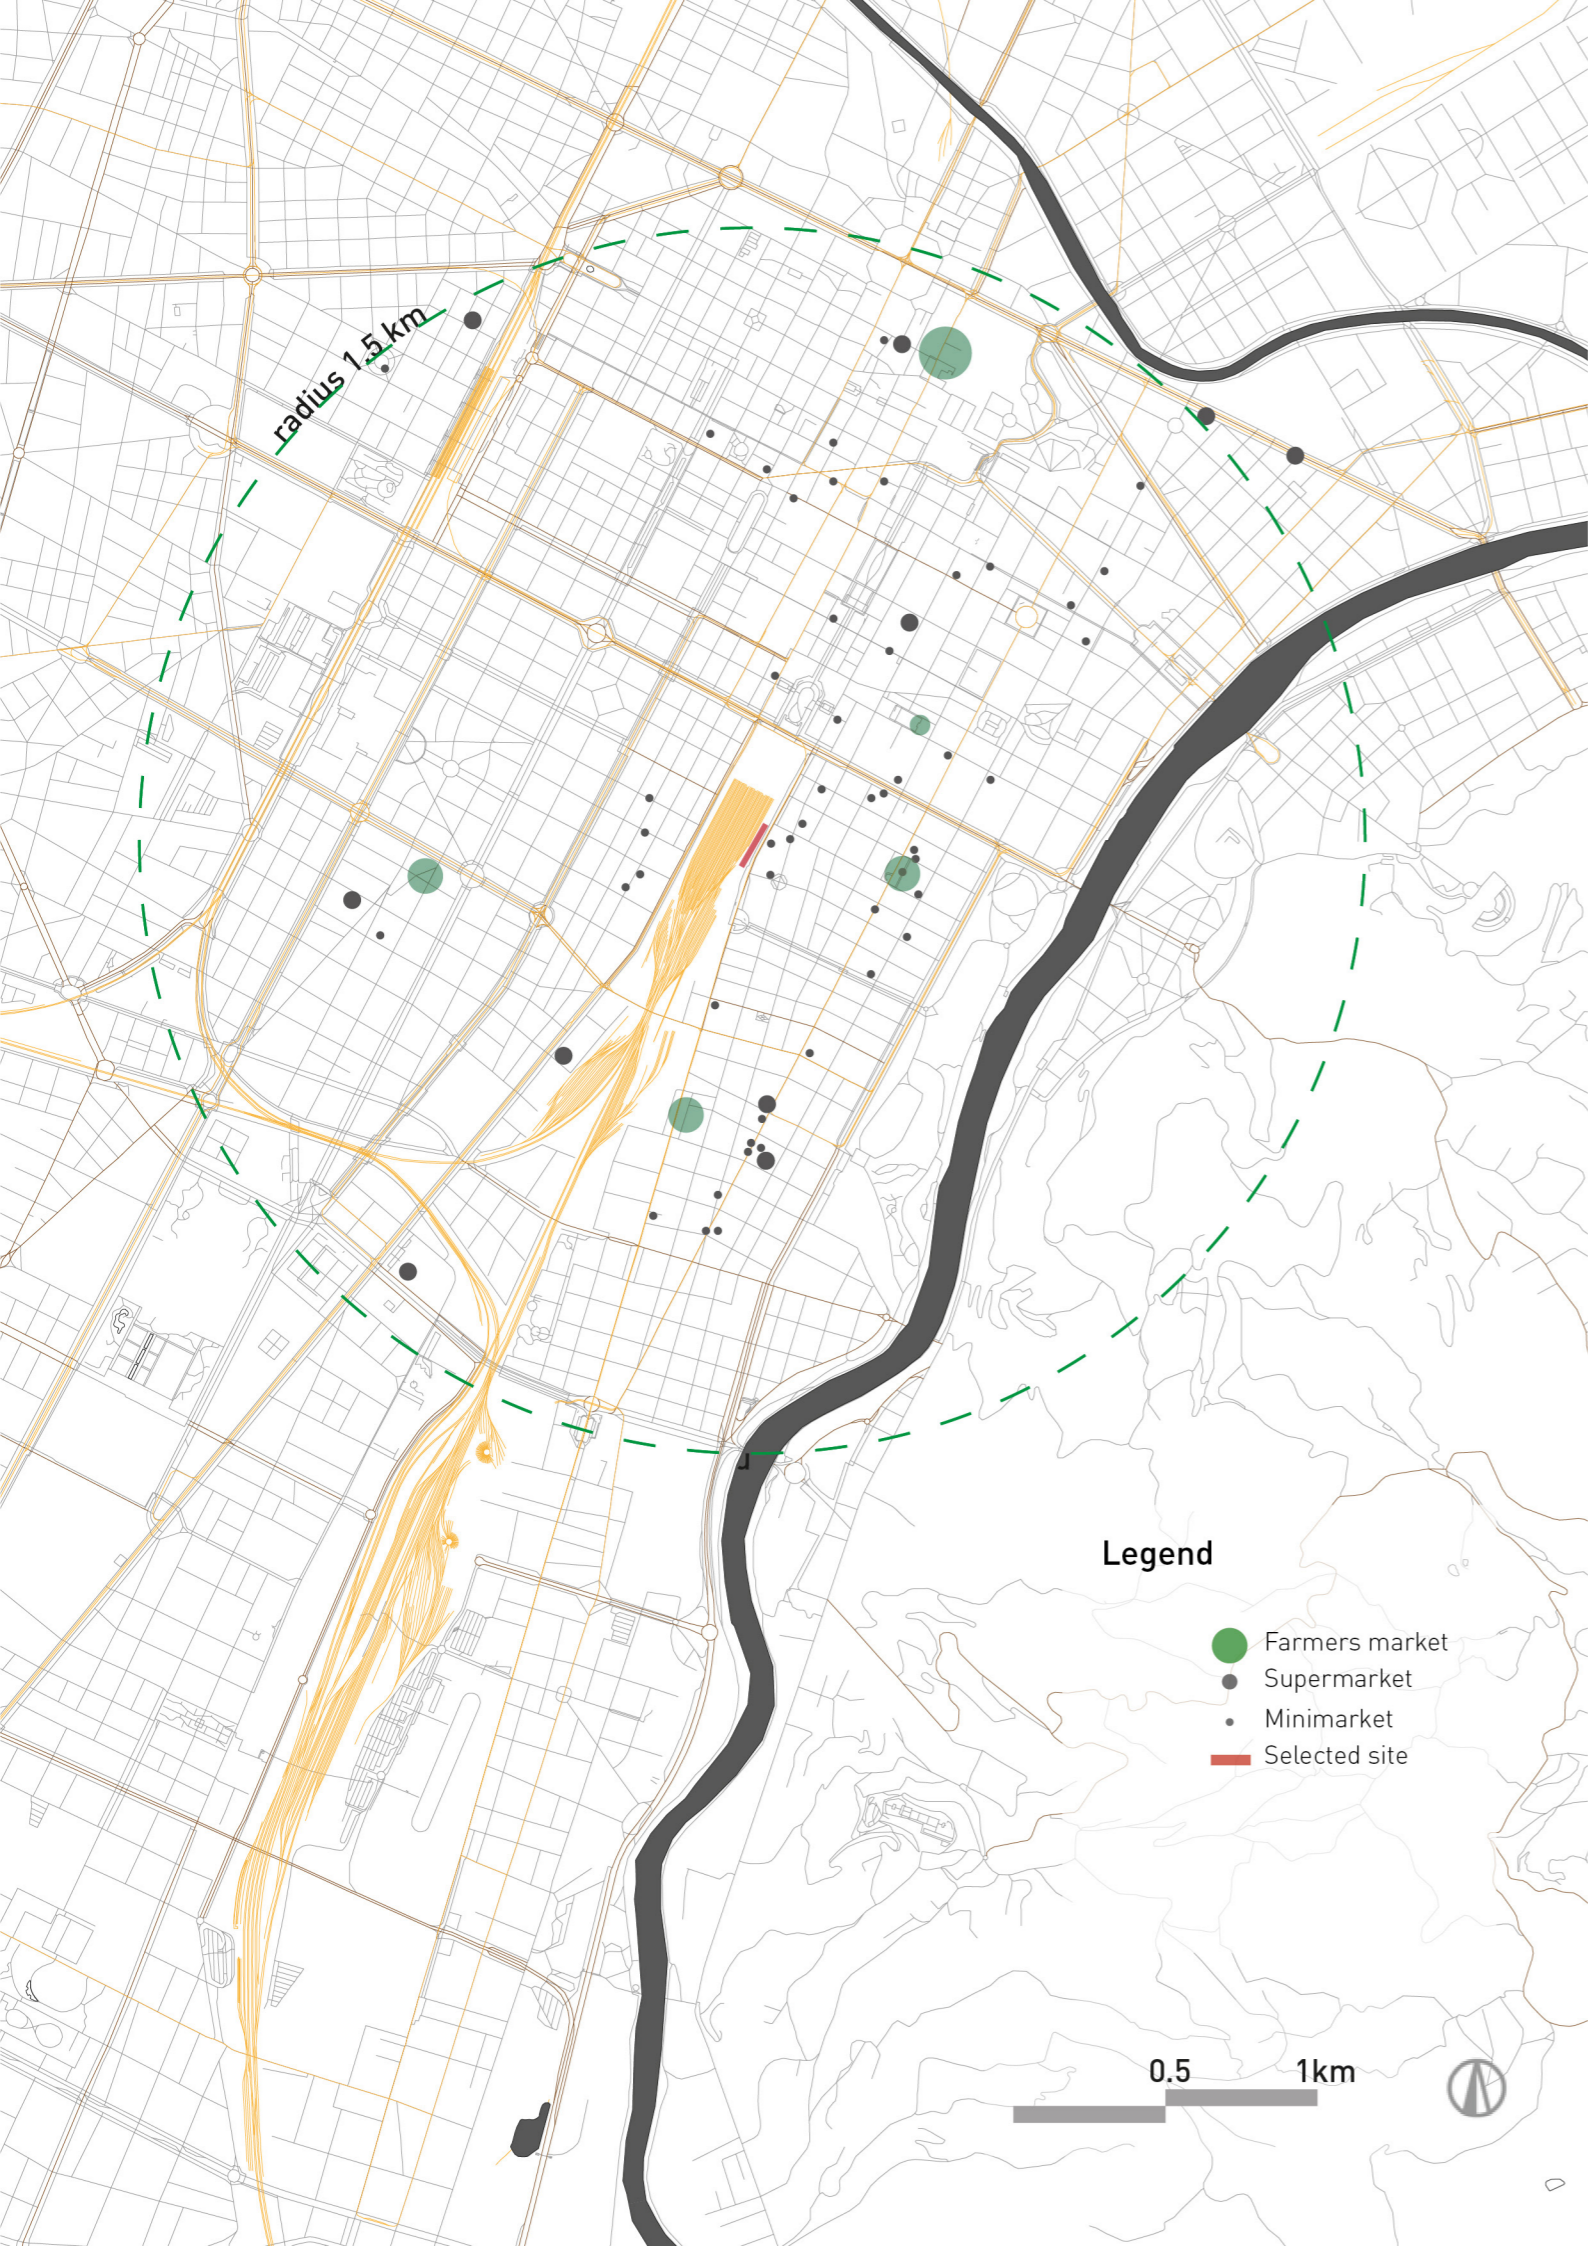 radius 1.5 km
Legend
Farmers market
Supermarket
Minimarket
Selected site
0.5 1km